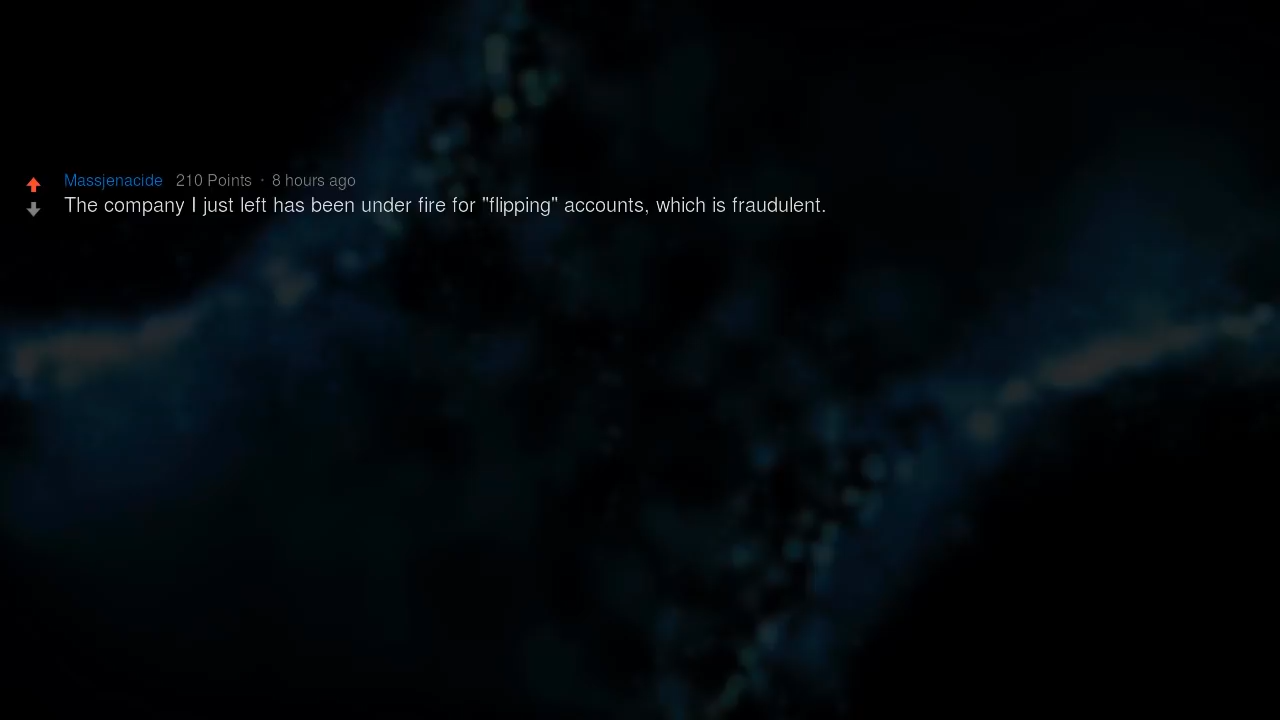 Massjenacide 210 Points · 8 hours ago
The company I just left has been under fire for "flipping" accounts, which is fraudulent.